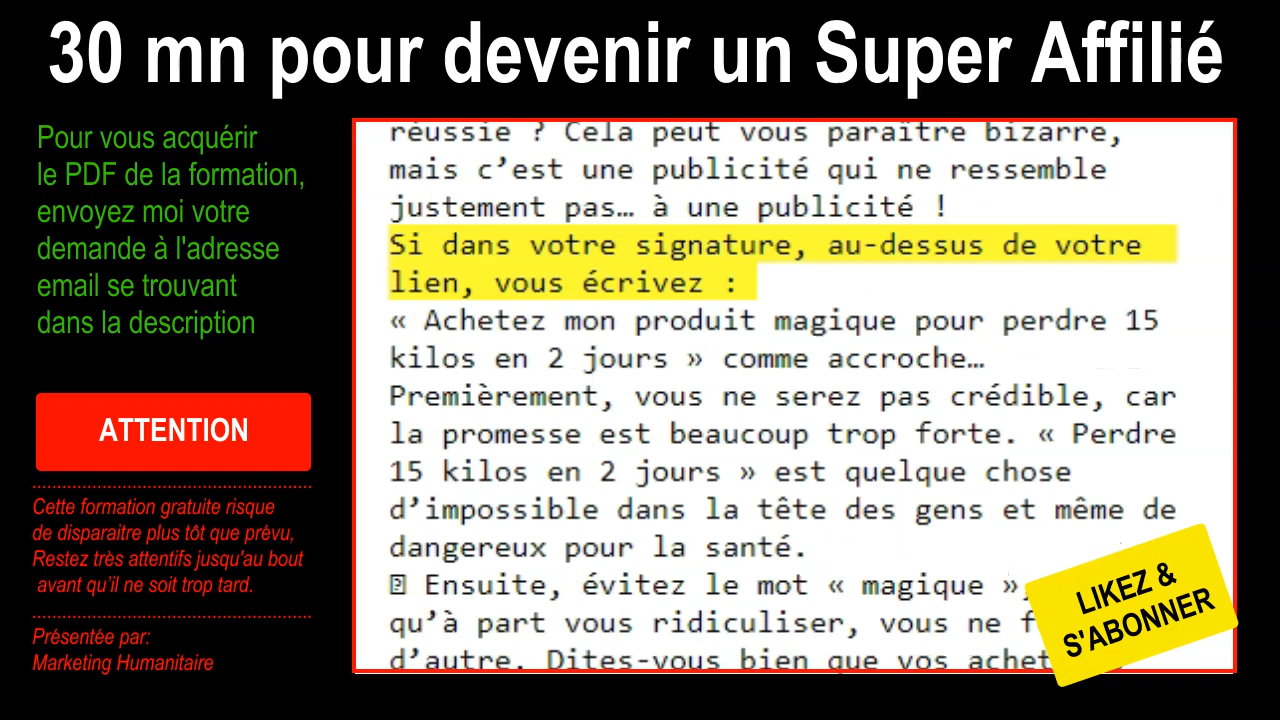 30 mn pour devenir un Super Affilié
Pour vous acquérir
le PDF de la formation,
envoyez moi votre
demande à l'adresse
email se trouvant
dans la description
ATTENTION
Cette formation gratuite risque
de disparaitre plus tôt que prévu,
Restez très attentifs jusqu'au bout
avant qu’il ne soit trop tard.
Présentée par:
Marketing Humanitaire
réussie ? Cela peut vous paraître bizarre,
mais c’est une publicité qui ne ressemble
justement pas… à une publicité !
Si dans votre signature, au-dessus de votre
lien, vous écrivez :
« Achetez mon produit magique pour perdre 15
kilos en 2 jours » comme accroche…
Premièrement, vous ne serez pas crédible, car
la promesse est beaucoup trop forte. « Perdre
15 kilos en 2 jours » est quelque chose
d’impossible dans la tête des gens et même de
dangereux pour la santé.
Ensuite, évitez le mot « magique »,
qu’à part vous ridiculiser, vous ne
d’autre. Dites-vous bien que vos
LIKEZ &
S'ABONNER